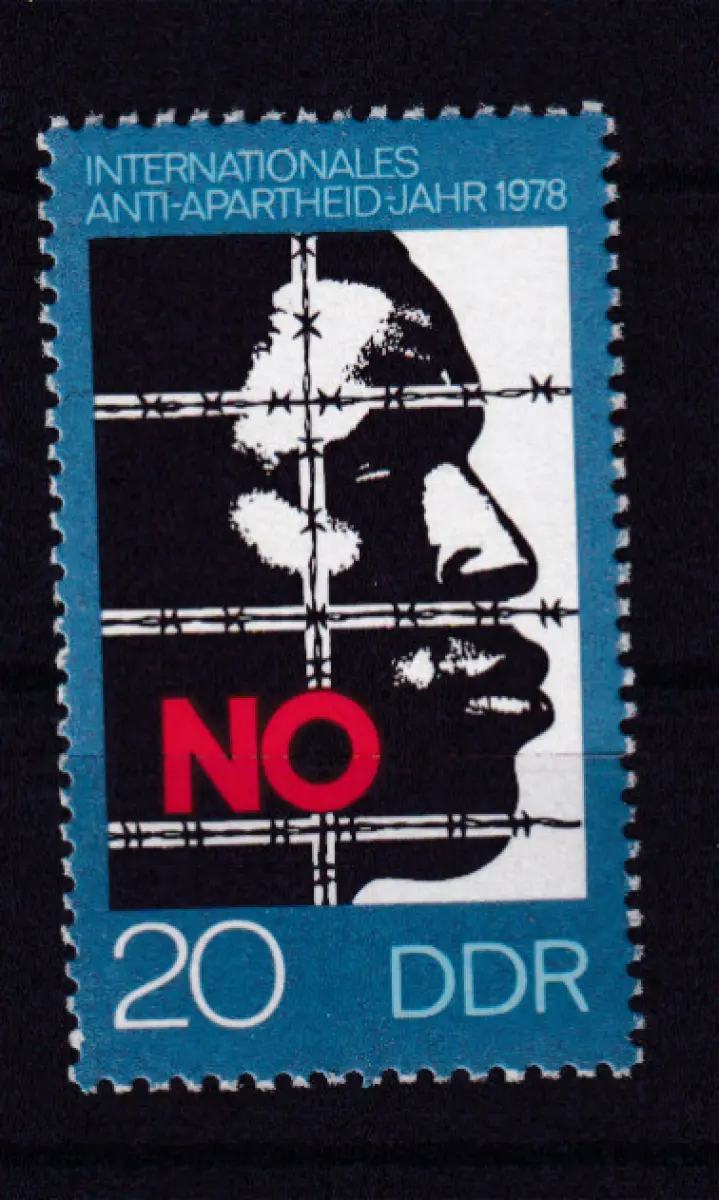 INTERNATIONALES
ANTI-APARTHEID-JAHR 1978
NO
20 DDR